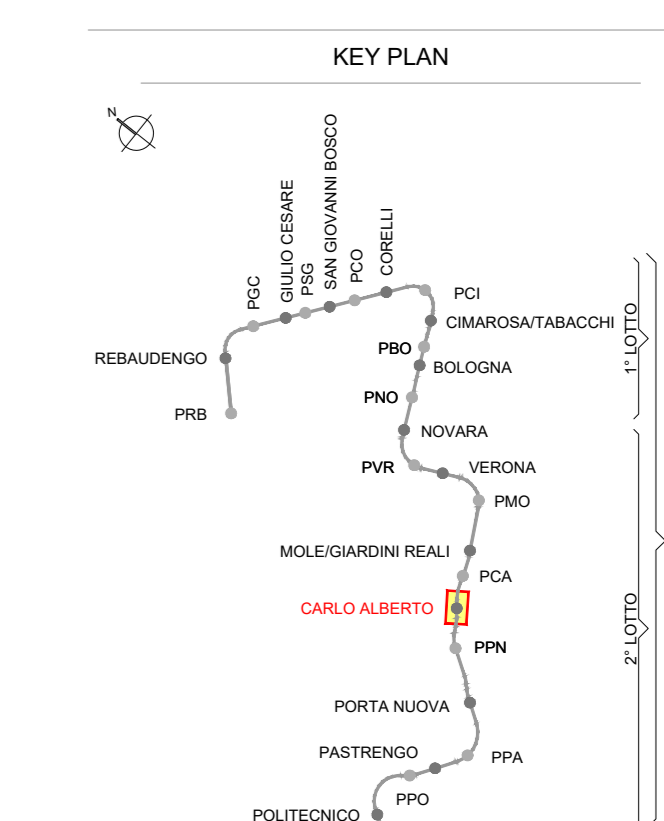 KEY PLAN
N
PGC
GIULIO CESARE
PSG
SAN GIOVANNI BOSCO
PCO
CORELLI
PCI
CIMAROSA/TABACCHI
REBAUDENGO
PBO
BOLOGNA
1° LOTTO
PRB
PNO
NOVARA
PVR
VERONA
PMO
MOLE/GIARDINI REALI
PCA
CARLO ALBERTO
2° LOTTO
PPN
PORTA NUOVA
PASTRENGO
PPA
PPO
POLITECNICO